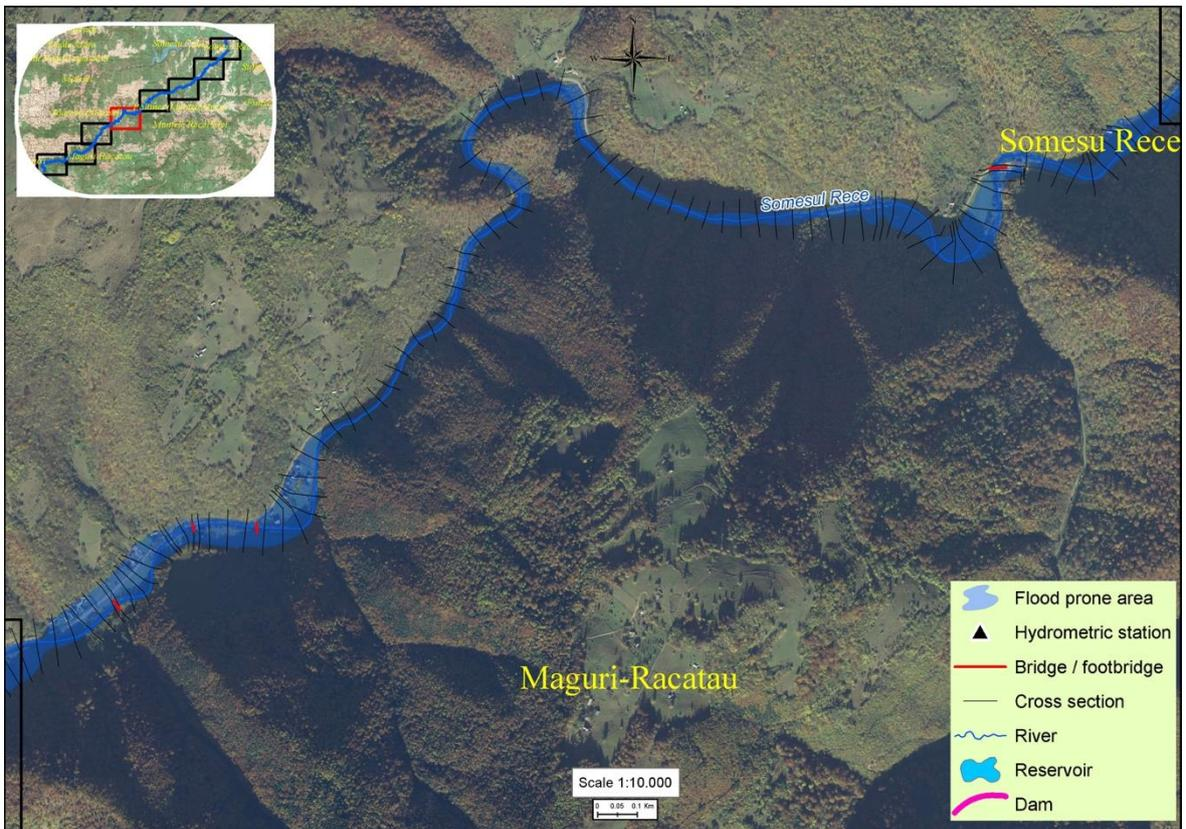 N
W
E
S
Somesu Rece
Somesul Rece
Maguri-Racatau
Flood prone area
Hydrometric station
Bridge / footbridge
Cross section
River
Reservoir
Dam
Scale 1:10.000
0 0.05 0.1 Km